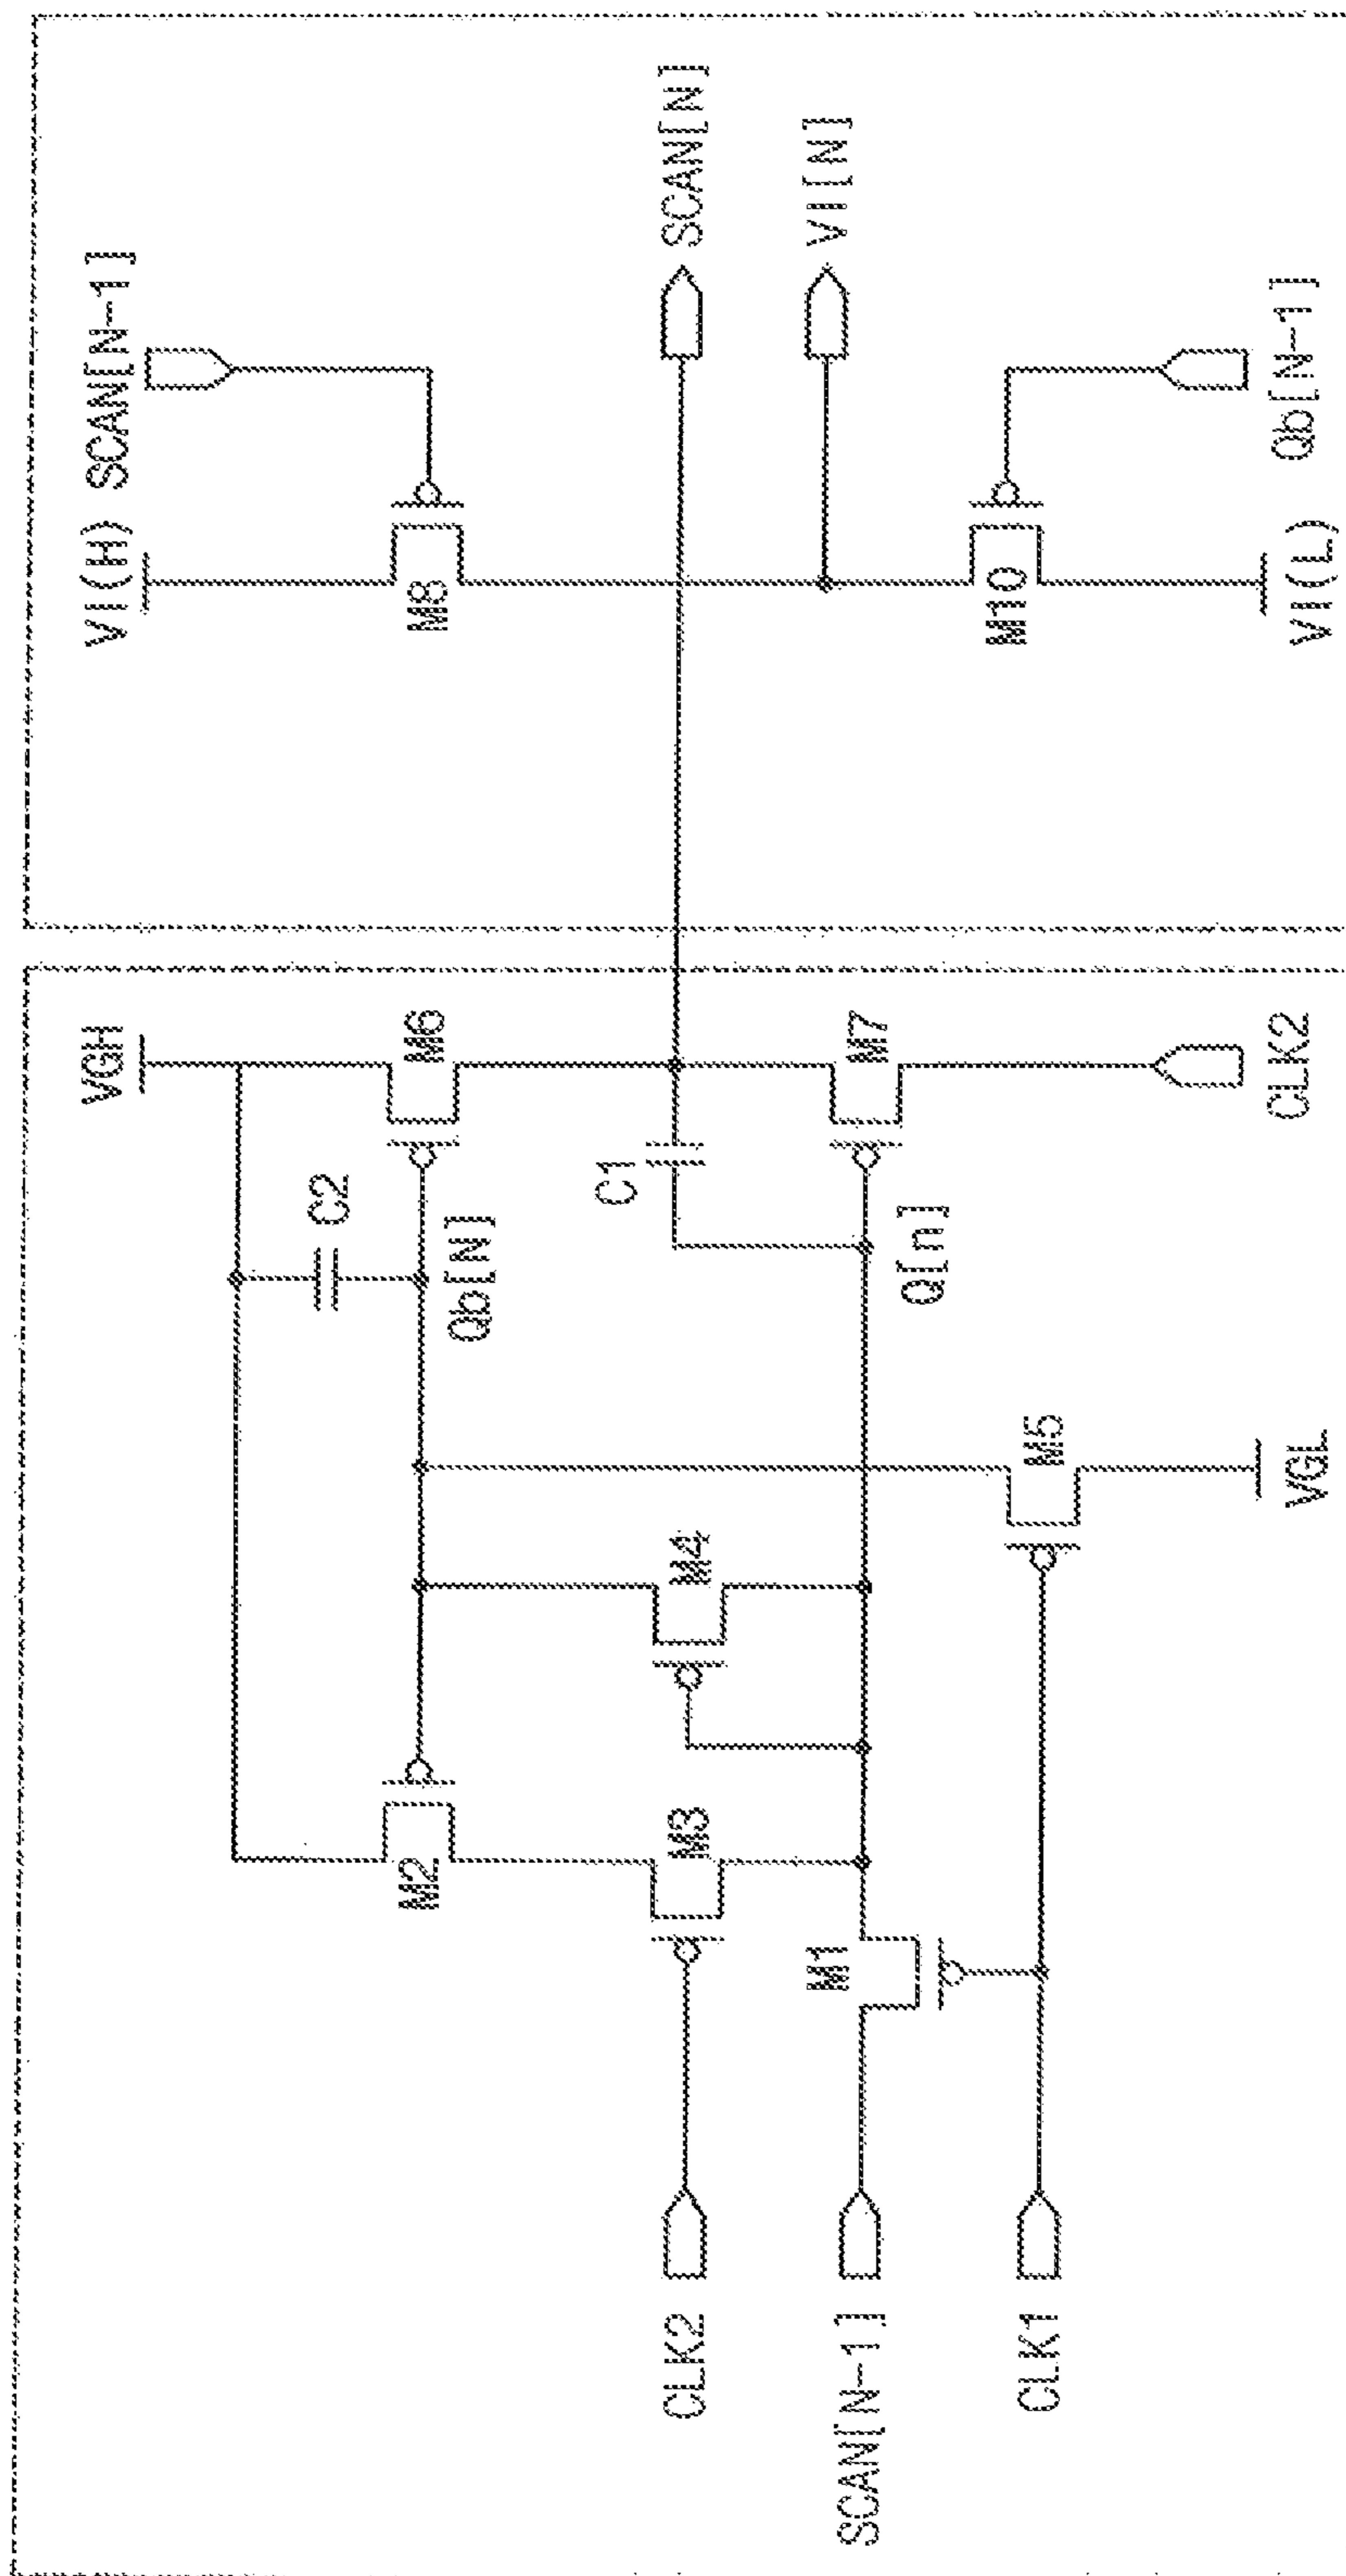 VGH
VI(H) SCAN[N-1]
C2
M2
M6
M8
Qb[N]
CLK2
M3
M4
C1
SCAN[N]
SCAN[N-1]
M1
Q[n]
M7
VI[N]
CLK1
M5
M10
VGL
CLK2
VI(L)
Qb[N-1]